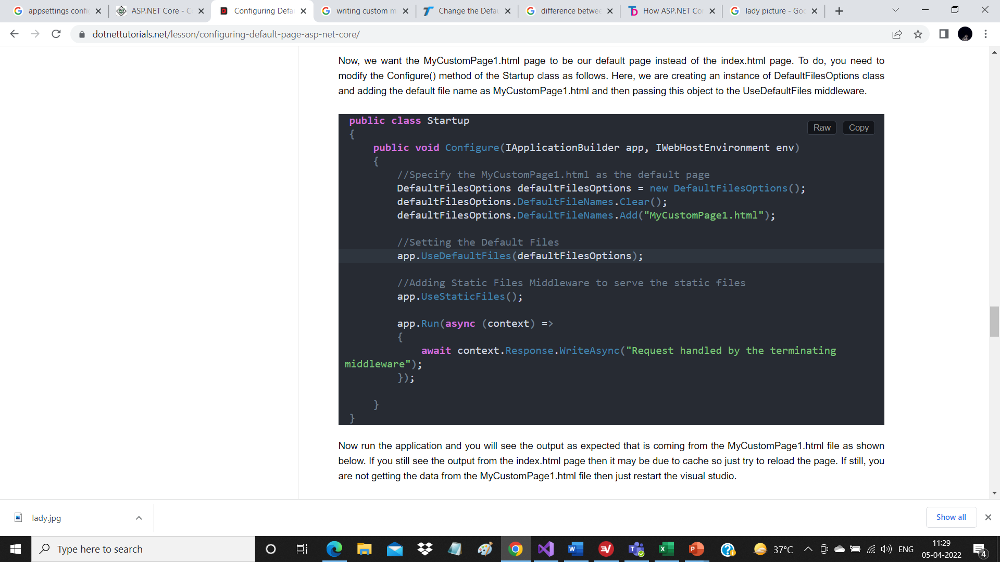 appsettings confi
ASP.NET Core - C
Configuring Defa
writing custom m
Change the Defau
difference betwee
How ASP.NET Co
lady picture - Goo
dotnettutorials.net/lesson/configuring-default-page-asp-net-core/
Now, we want the MyCustomPage1.html page to be our default page instead of the index.html page. To do, you need to
modify the Configure() method of the Startup class as follows. Here, we are creating an instance of DefaultFilesOptions class
and adding the default file name as MyCustomPage1.html and then passing this object to the UseDefaultFiles middleware.
public class Startup
Raw Copy
{
public void Configure(IApplicationBuilder app, IWebHostEnvironment env)
{
//Specify the MyCustomPage1.html as the default page
DefaultFilesOptions defaultFilesOptions = new DefaultFilesOptions();
defaultFilesOptions.DefaultFileNames.Clear();
defaultFilesOptions.DefaultFileNames.Add("MyCustomPage1.html");
//Setting the Default Files
app.UseDefaultFiles(defaultFilesOptions);
//Adding Static Files Middleware to serve the static files
app.UseStaticFiles();
app.Run(async (context) =>
{
await context.Response.WriteAsync("Request handled by the terminating
middleware");
});
}
}
Now run the application and you will see the output as expected that is coming from the MyCustomPage1.html file as shown
below. If you still see the output from the index.html page then it may be due to cache so just try to reload the page. If still, you
are not getting the data from the MyCustomPage1.html file then just restart the visual studio.
lady.jpg
Show all
Type here to search
37°C
ENG
11:29
05-04-2022
4